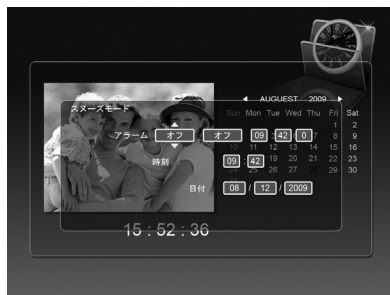 AUGUEST 2009
スヌーズモード
Sun Mon Tue Wed Thu Fri Sat
1 2
アラーム オフ オフ 09 : 42 0 7 8 9
10 11 12 13 14 15 16
時刻 09 : 42 19 20 21 22 23
25 26 27 29 30
日付 08 / 12 / 2009
15 : 52 : 36